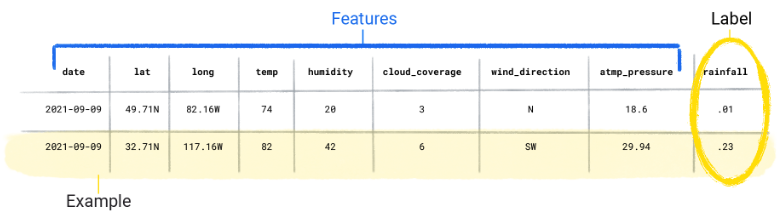 Features Label
date lat long temp humidity cloud_coverage wind_direction atmp_pressure rainfall
2021-09-09 49.71N 82.16W 74 20 3 N 18.6 .01
2021-09-09 32.71N 117.16W 82 42 6 SW 29.94 .23
Example